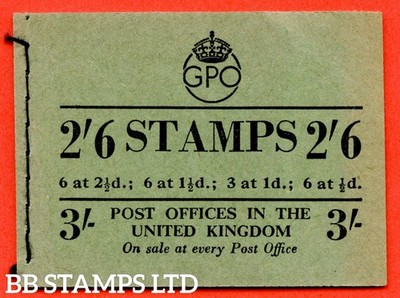 GPO
2'6 STAMPS 2'6
6 at 2½d.; 6 at 1½d.; 3 at 1d.; 6 at ½d.
3/- POST OFFICES IN THE 3/-
UNITED KINGDOM
On sale at every Post Office
BB STAMPS LTD